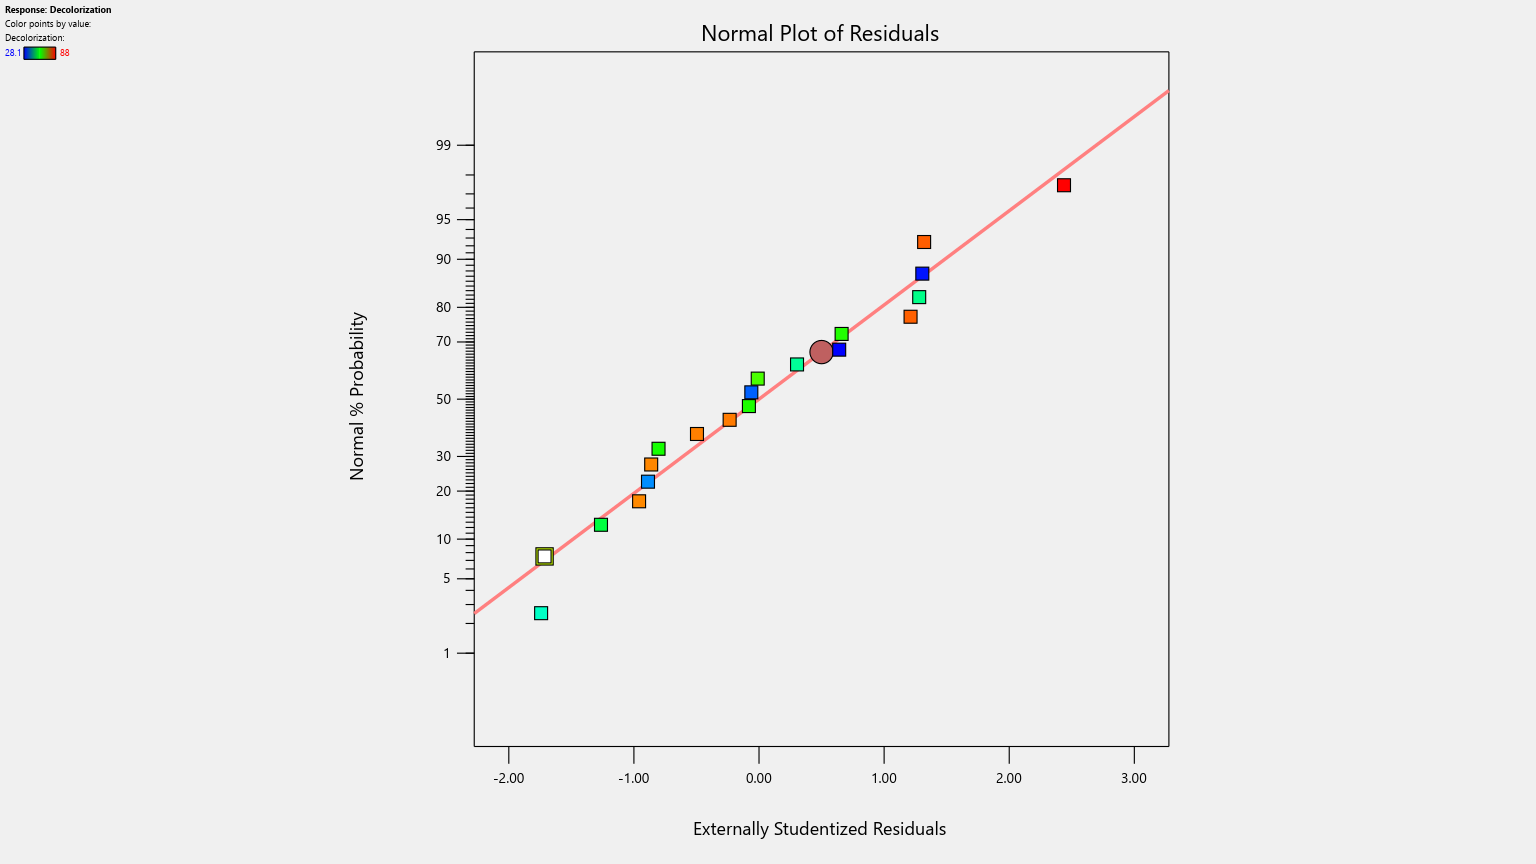 Response: Decolorization
Color points by value:
Decolorization:
28.1 88
Normal Plot of Residuals
99
95
90
80
70
50
30
20
10
5
1
Normal % Probability
-2.00 -1.00 0.00 1.00 2.00 3.00
Externally Studentized Residuals